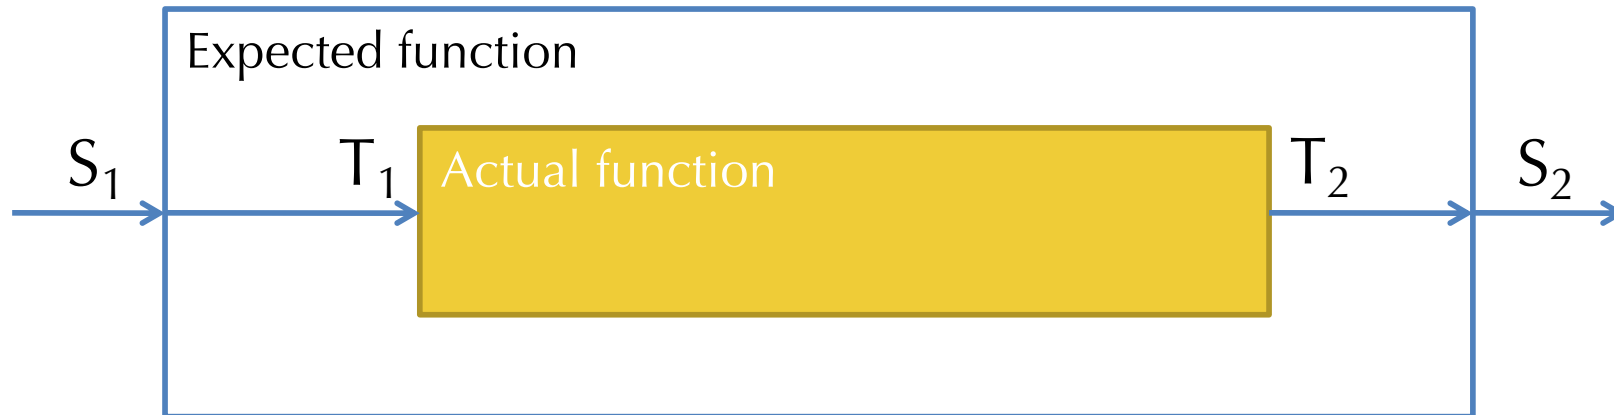 Expected function
S₁
T₁
Actual function
T₂
S₂